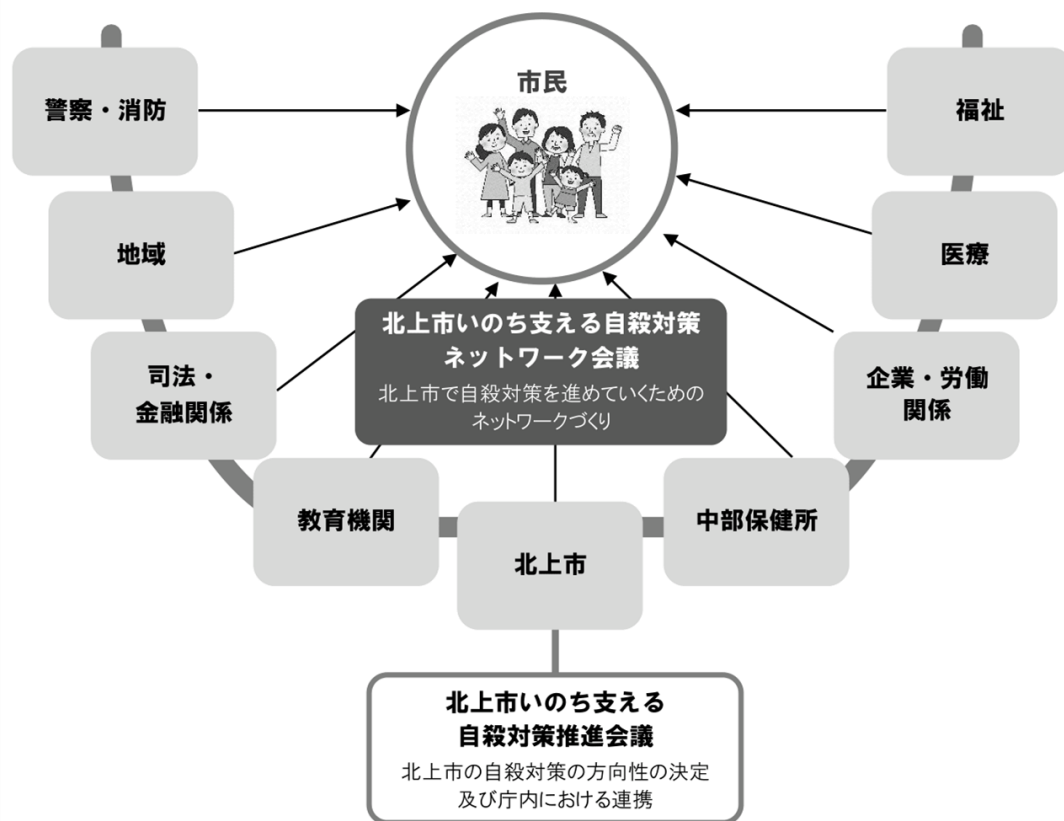 市民
警察・消防
福祉
地域
医療
北上市いのち支える自殺対策
ネットワーク会議
北上市で自殺対策を進めていくための
ネットワークづくり
司法・
金融関係
企業・労働
関係
教育機関
中部保健所
北上市
北上市いのち支える
自殺対策推進会議
北上市の自殺対策の方向性の決定
及び庁内における連携